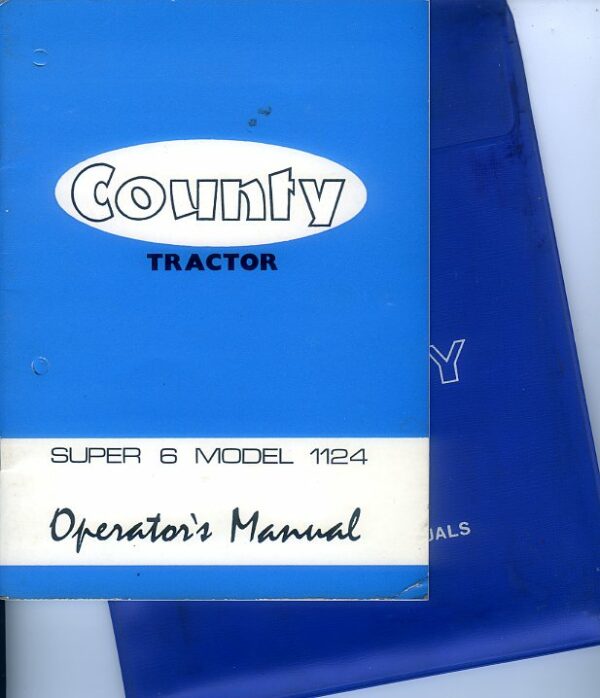 County
TRACTOR
SUPER 6 MODEL 1124
Operator's Manual
Y
UALS